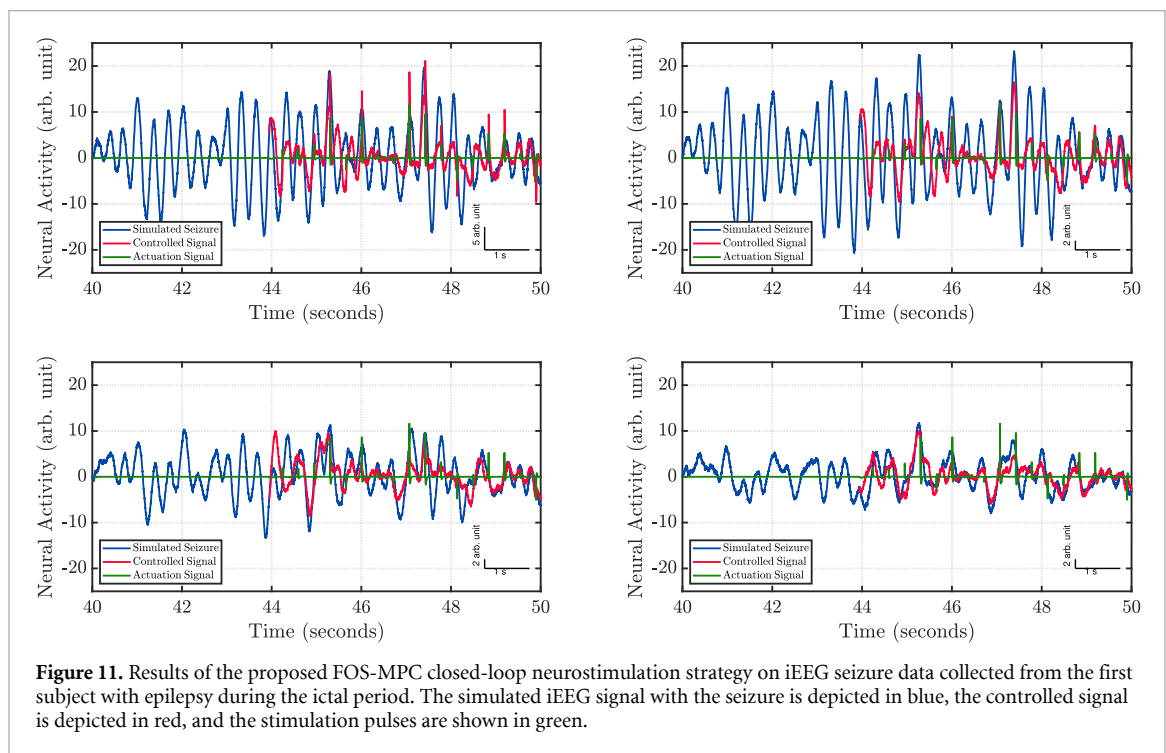 Neural Activity (arb. unit)
20
10
0
-10
-20
Simulated Seizure
Controlled Signal
Actuation Signal
5 arb. unit
1 s
40 42 44 46 48 50
Time (seconds)
Neural Activity (arb. unit)
20
10
0
-10
-20
Simulated Seizure
Controlled Signal
Actuation Signal
2 arb. unit
1 s
40 42 44 46 48 50
Time (seconds)
Neural Activity (arb. unit)
20
10
0
-10
-20
Simulated Seizure
Controlled Signal
Actuation Signal
2 arb. unit
1 s
40 42 44 46 48 50
Time (seconds)
Neural Activity (arb. unit)
20
10
0
-10
-20
Simulated Seizure
Controlled Signal
Actuation Signal
2 arb. unit
1 s
40 42 44 46 48 50
Time (seconds)
Figure 11. Results of the proposed FOS-MPC closed-loop neurostimulation strategy on iEEG seizure data collected from the first
subject with epilepsy during the ictal period. The simulated iEEG signal with the seizure is depicted in blue, the controlled signal
is depicted in red, and the stimulation pulses are shown in green.